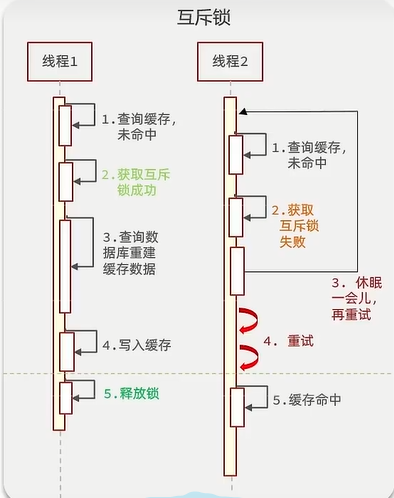 互斥锁
线程1
线程2
1.查询缓存，
未命中
2.获取互斥
锁成功
3.查询数
据库重建
缓存数据
4.写入缓存
5.释放锁
1.查询缓存，
未命中
2.获取
互斥锁
失败
3. 休眠
一会儿，
再重试
4. 重试
5.缓存命中